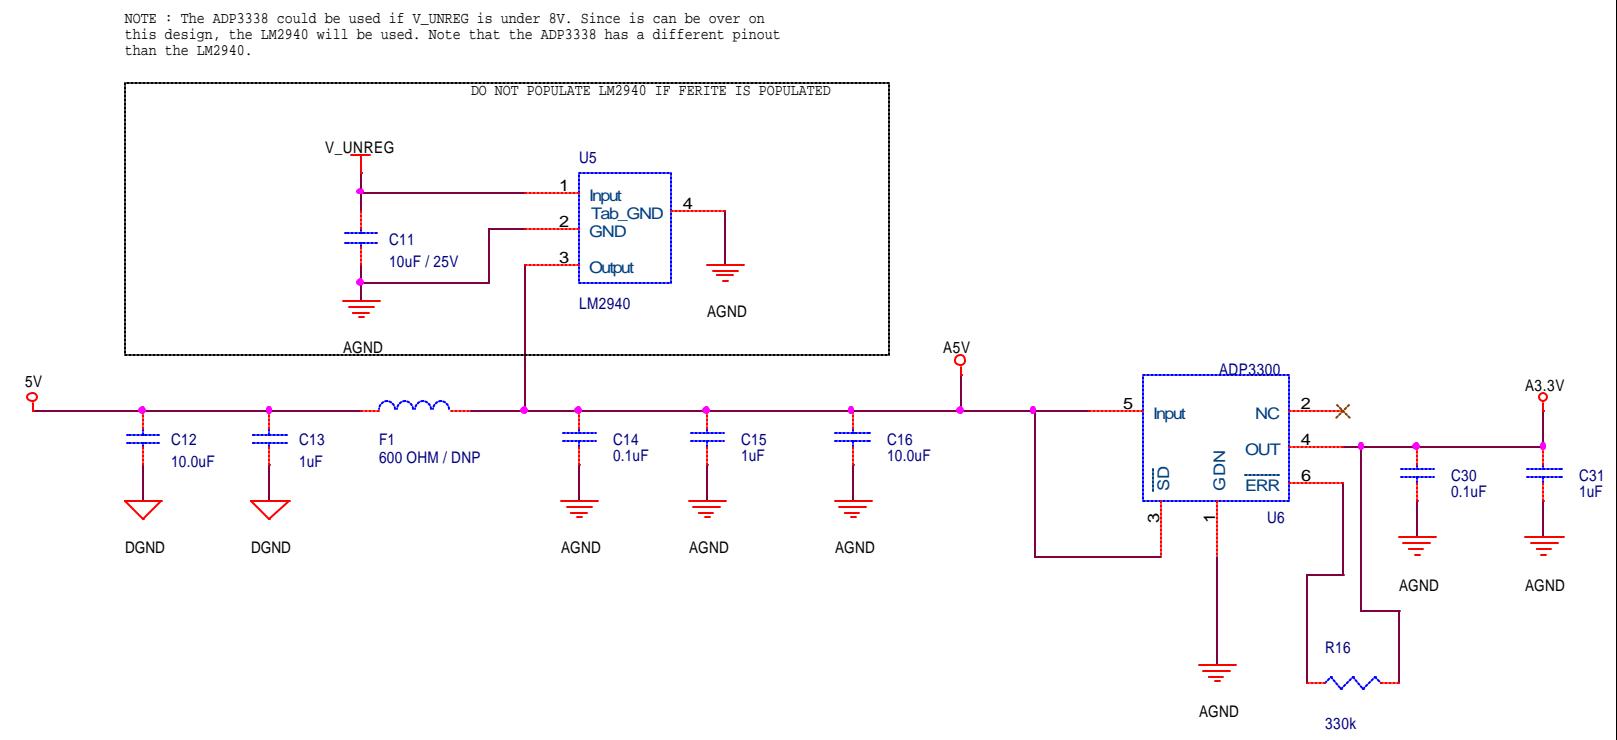 NOTE : The ADP3338 could be used if V_UNREG is under 8V. Since is can be over on
this design, the LM2940 will be used. Note that the ADP3338 has a different pinout
than the LM2940.
DO NOT POPULATE LM2940 IF FERITE IS POPULATED
V_UNREG
U5
1
Input
Tab_GND
4
2
GND
C11
10uF / 25V
3
Output
LM2940
AGND
AGND
5V
A5V
ADP3300
A3.3V
5
Input
NC
2
C12
10.0uF
C13
1uF
F1
600 OHM / DNP
C14
0.1uF
C15
1uF
C16
10.0uF
OUT
4
SD
GDN
ERR
6
C30
0.1uF
C31
1uF
3
1
U6
DGND
DGND
AGND
AGND
AGND
AGND
AGND
R16
AGND
330k